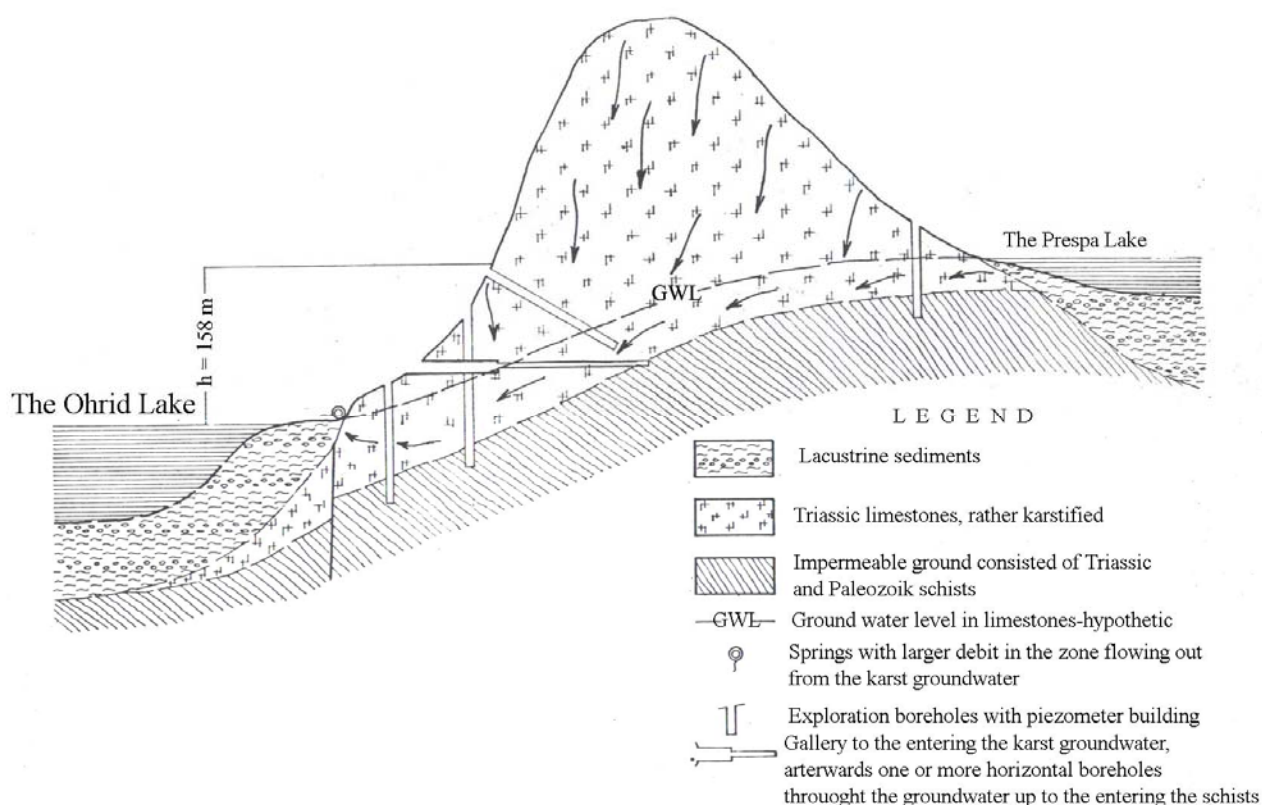 The Prespa Lake
GWL
h = 158 m
The Ohrid Lake
L E G E N D
Lacustrine sediments
Triassic limestones, rather karstified
Impermeable ground consisted of Triassic
and Paleozoik schists
GWL
Ground water level in limestones-hypothetic
Springs with larger debit in the zone flowing out
from the karst groundwater
Exploration boreholes with piezometer building
Gallery to the entering the karst groundwater,
arterwards one or more horizontal boreholes
throught the groundwater up to the entering the schists